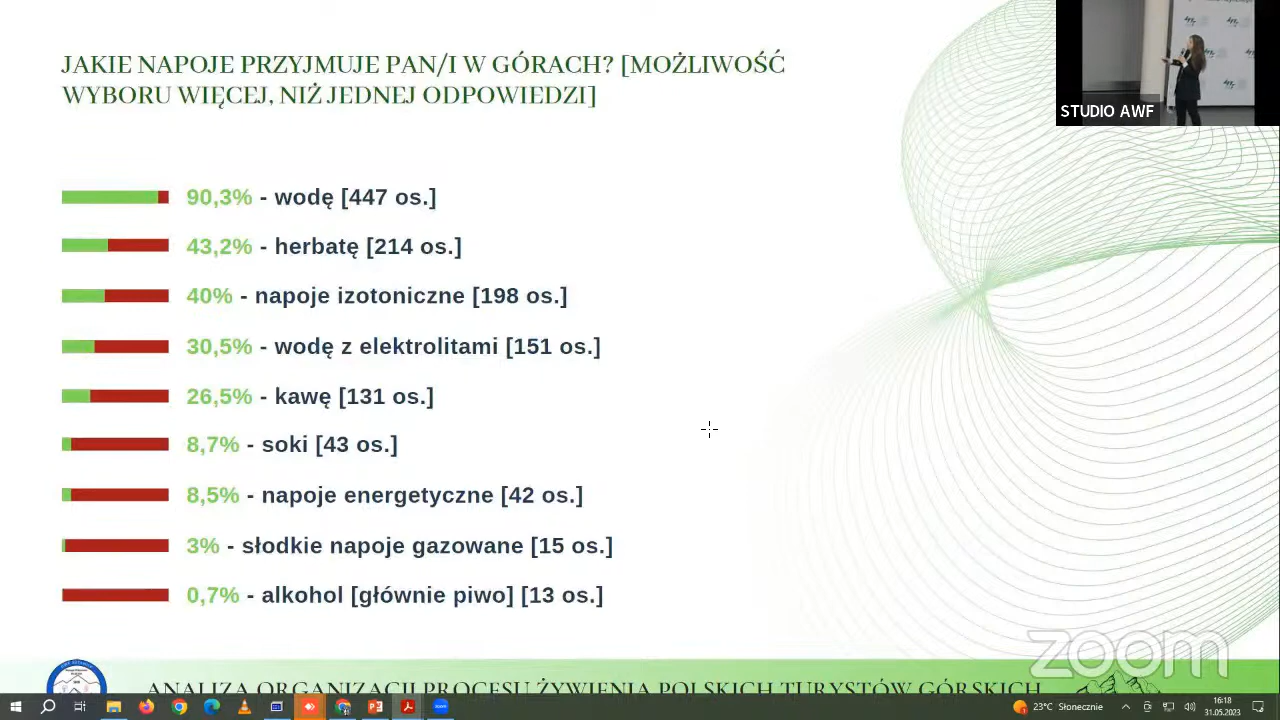 JAKIE NAPOJE PRZYJMUJE PAN/I W GÓRACH? [MOŻLIWOŚĆ
WYBORU WIĘCEJ, NIŻ JEDNEJ ODPOWIEDZI]
STUDIO AWF
90,3% - wodę [447 os.]
43,2% - herbatę [214 os.]
40% - napoje izotoniczne [198 os.]
30,5% - wodę z elektrolitami [151 os.]
26,5% - kawę [131 os.]
8,7% - soki [43 os.]
8,5% - napoje energetyczne [42 os.]
3% - słodkie napoje gazowane [15 os.]
0,7% - alkohol [głównie piwo] [13 os.]
zoom
ANALIZA ORGANIZACJI PROCESU ŻYWIENIA POLSKICH TURYSTÓW GÓRSKICH
23°C Słonecznie
16:18
31.05.2023